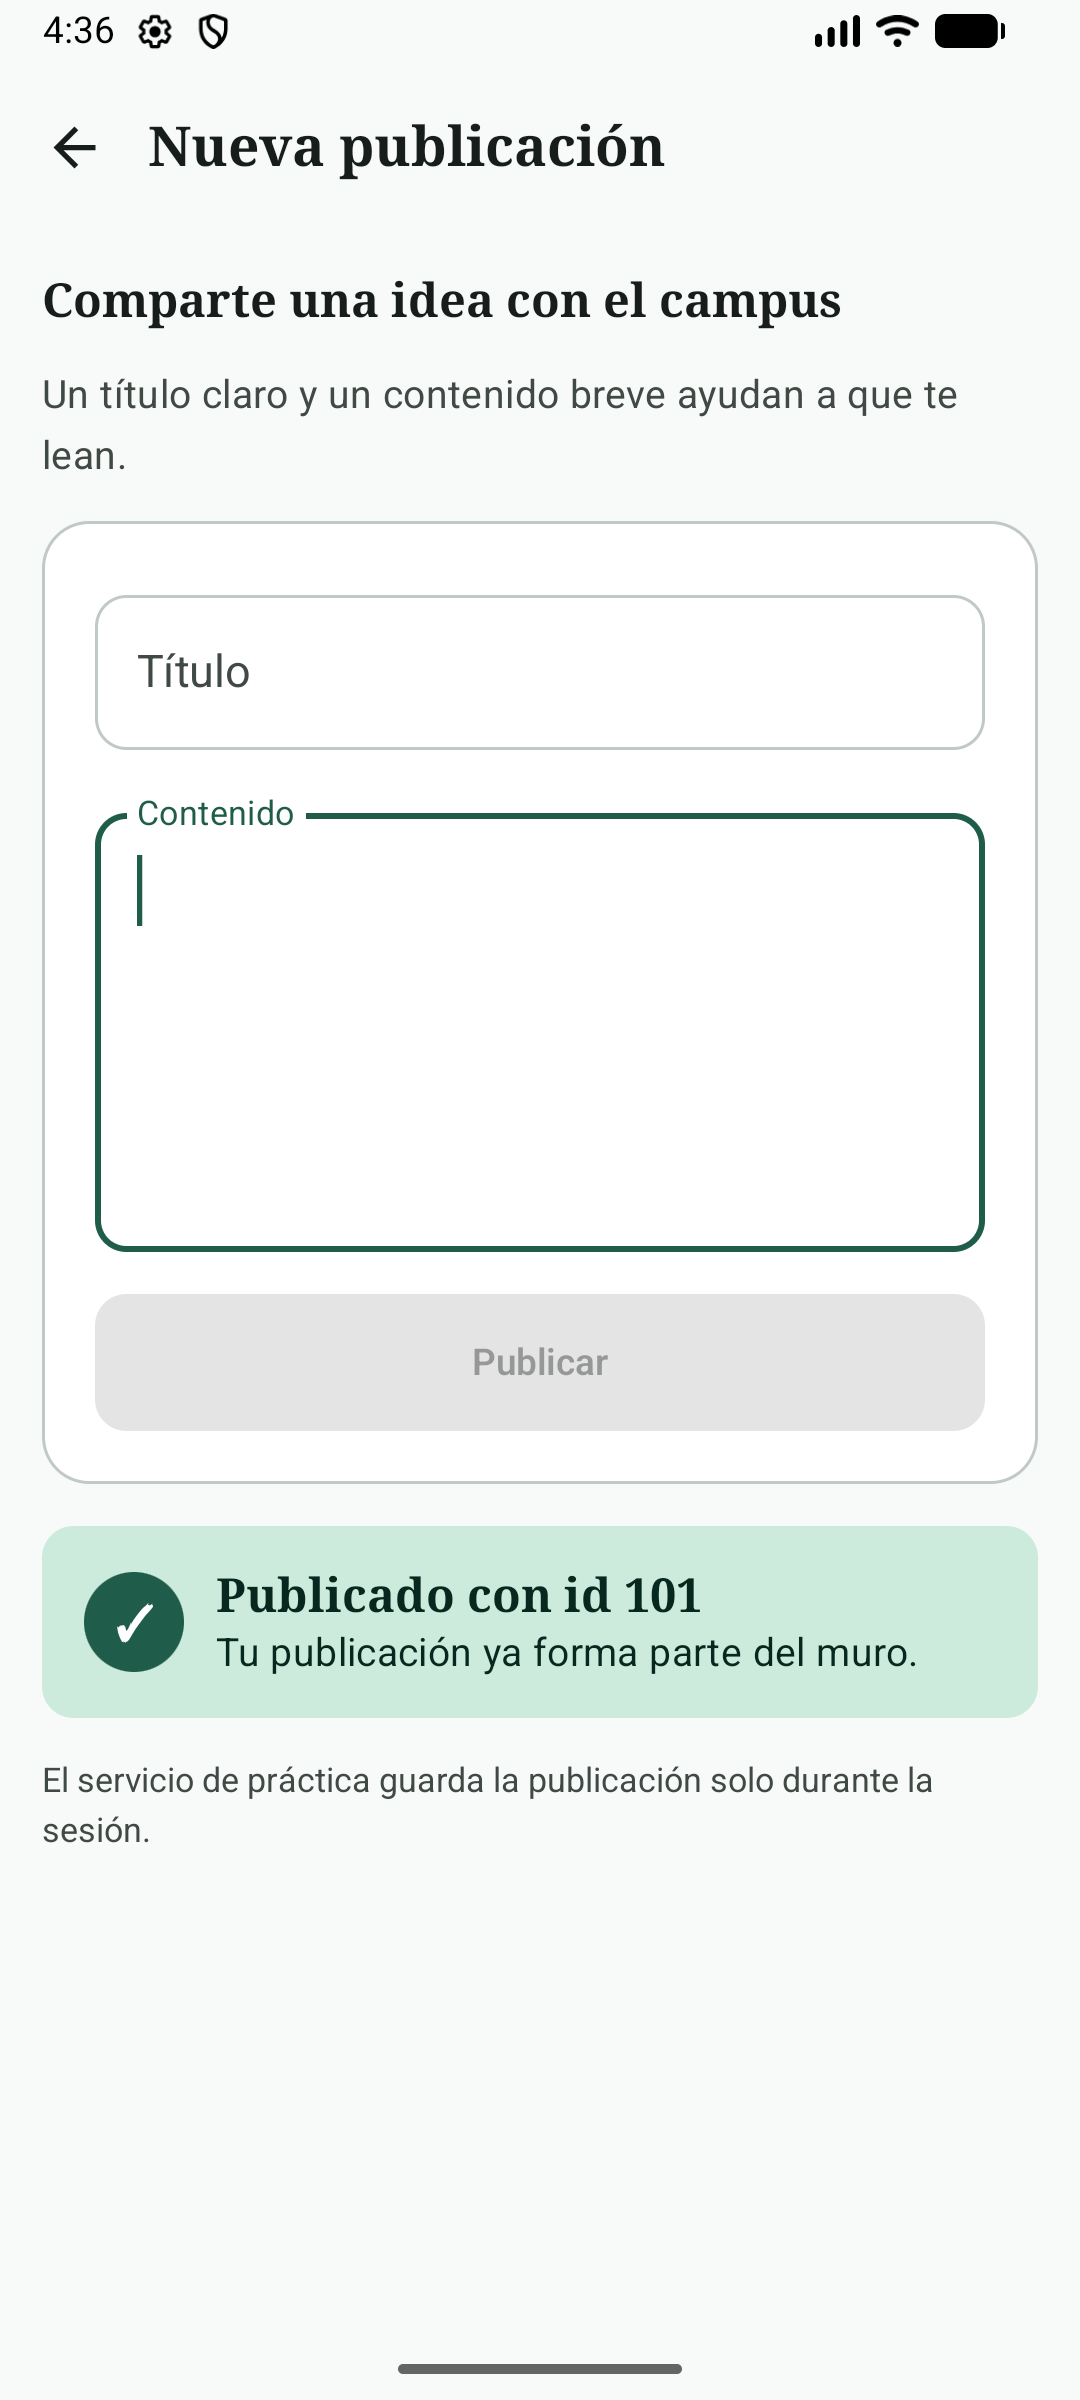 4:36
Nueva publicación
Comparte una idea con el campus
Un título claro y un contenido breve ayudan a que te
lean.
Título
Contenido
Publicar
Publicado con id 101
Tu publicación ya forma parte del muro.
El servicio de práctica guarda la publicación solo durante la
sesión.